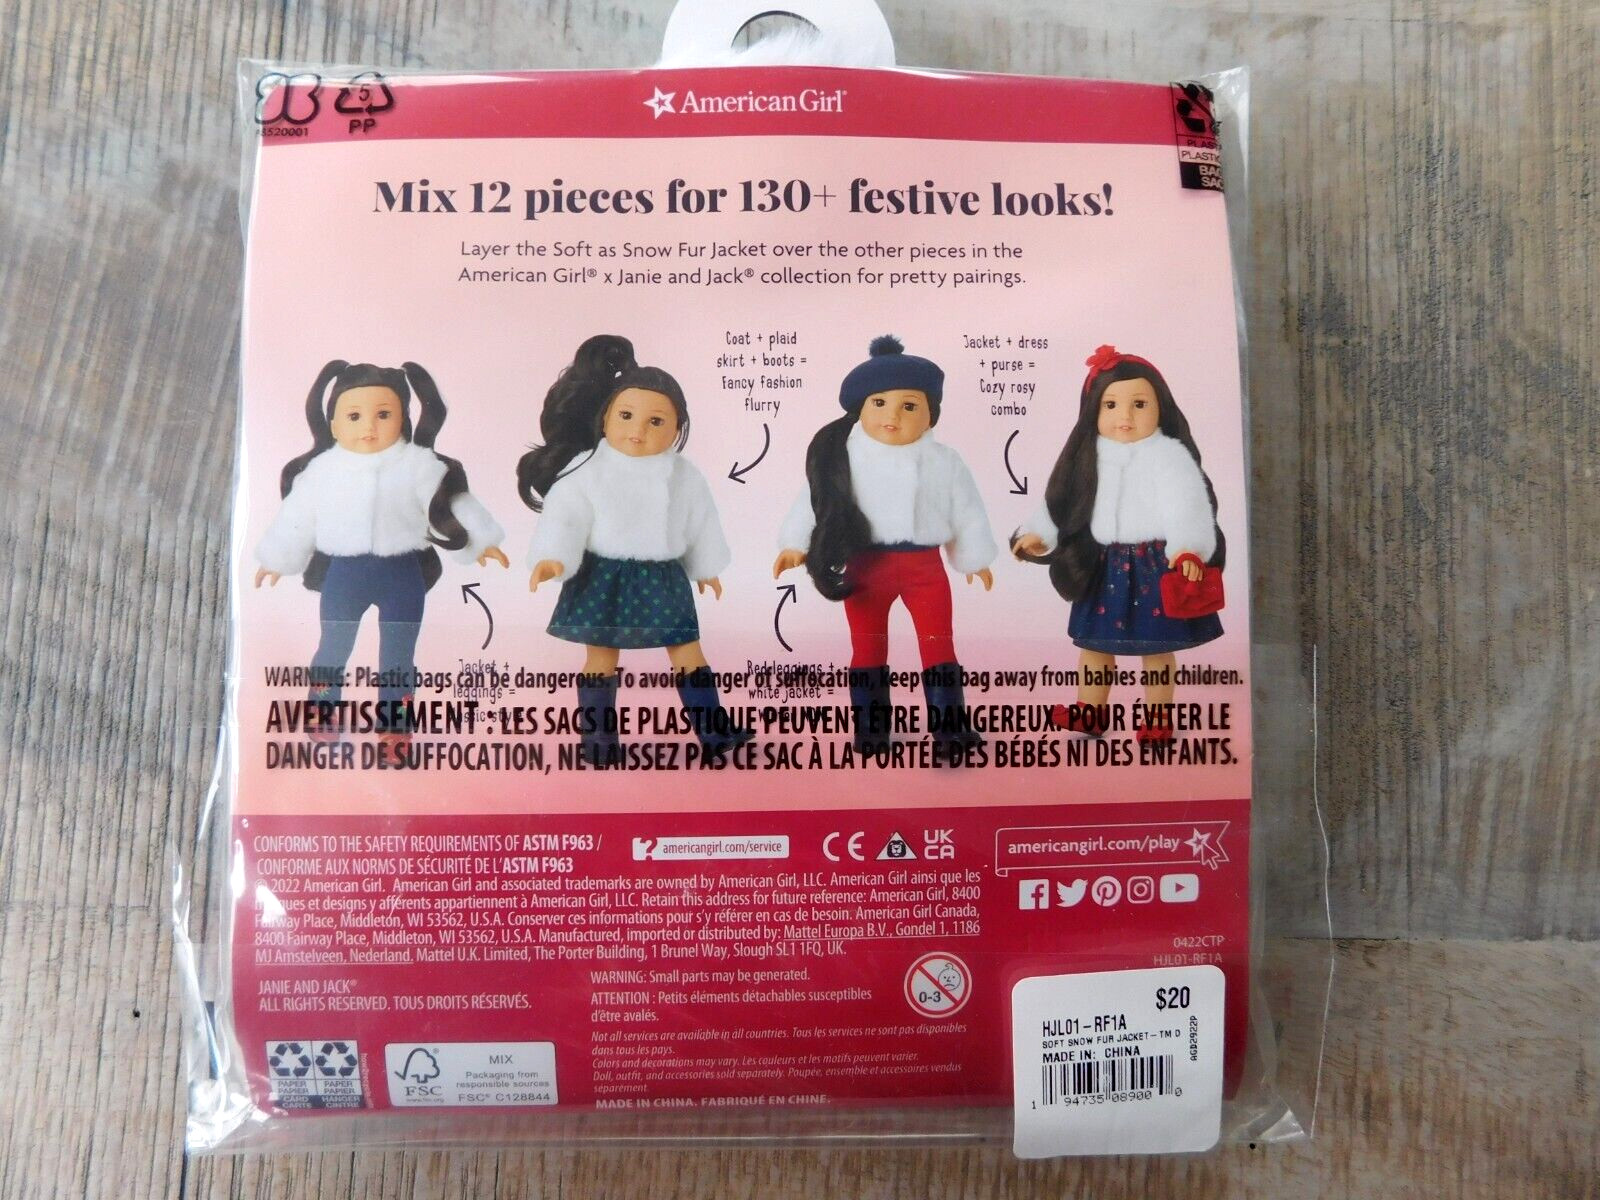 #8520001
5
PP
American Girl®
PLASTIC
BAG
Mix 12 pieces for 130+ festive looks!
Layer the Soft as Snow Fur Jacket over the other pieces in the
American Girl® x Janie and Jack® collection for pretty pairings.
Coat + plaid
skirt + boots =
Fancy fashion
flurry
Jacket + dress
+ purse =
Cozy rosy
combo
Jacket +
leggings =
Red leggings +
white jacket =
WARNING: Plastic bags can be dangerous. To avoid danger of suffocation, keep this bag away from babies and children.
AVERTISSEMENT : LES SACS DE PLASTIQUE PEUVENT ÊTRE DANGEREUX. POUR ÉVITER LE
DANGER DE SUFFOCATION, NE LAISSEZ PAS CE SAC À LA PORTÉE DES BÉBÉS NI DES ENFANTS.
CONFORMS TO THE SAFETY REQUIREMENTS OF ASTM F963 /
CONFORME AUX NORMS DE SÉCURITÉ DE L'ASTM F963
? americangirl.com/service
CE
UK
CA
americangirl.com/play
© 2022 American Girl. American Girl and associated trademarks are owned by American Girl, LLC. American Girl ainsi que les
marques et designs y afférents appartiennent à American Girl, LLC. Retain this address for future reference: American Girl, 8400
Fairway Place, Middleton, WI 53562, U.S.A. Conserver ces informations pour s'y référer en cas de besoin. American Girl Canada,
8400 Fairway Place, Middleton, WI 53562, U.S.A. Manufactured, imported or distributed by: Mattel Europa B.V., Gondel 1, 1186
MJ Amstelveen, Nederland. Mattel U.K. Limited, The Porter Building, 1 Brunel Way, Slough SL1 1FQ, UK.
0422CTP
HJL01-RF1A
JANIE AND JACK®
ALL RIGHTS RESERVED. TOUS DROITS RÉSERVÉS.
WARNING: Small parts may be generated.
ATTENTION : Petits éléments détachables susceptibles
d'être avalés.
0-3
Not all services are available in all countries. Tous les services ne sont pas disponibles
dans tous les pays.
Colors and decorations may vary. Les couleurs et les motifs peuvent varier.
Doll, outfit, and accessories sold separately. Poupée, ensemble et accessoires vendus
séparement.
MADE IN CHINA. FABRIQUÉ EN CHINE.
PAPER PAPER
PAPIER PAPIER
CARD HANGER
CARTE CINTRE
FSC
www.fsc.org
MIX
Packaging from
responsible sources
FSC® C128844
$20
HJL01-RF1A
SOFT SNOW FUR JACKET-TM D
MADE IN: CHINA
AGD2922P
1 94735 08900 0